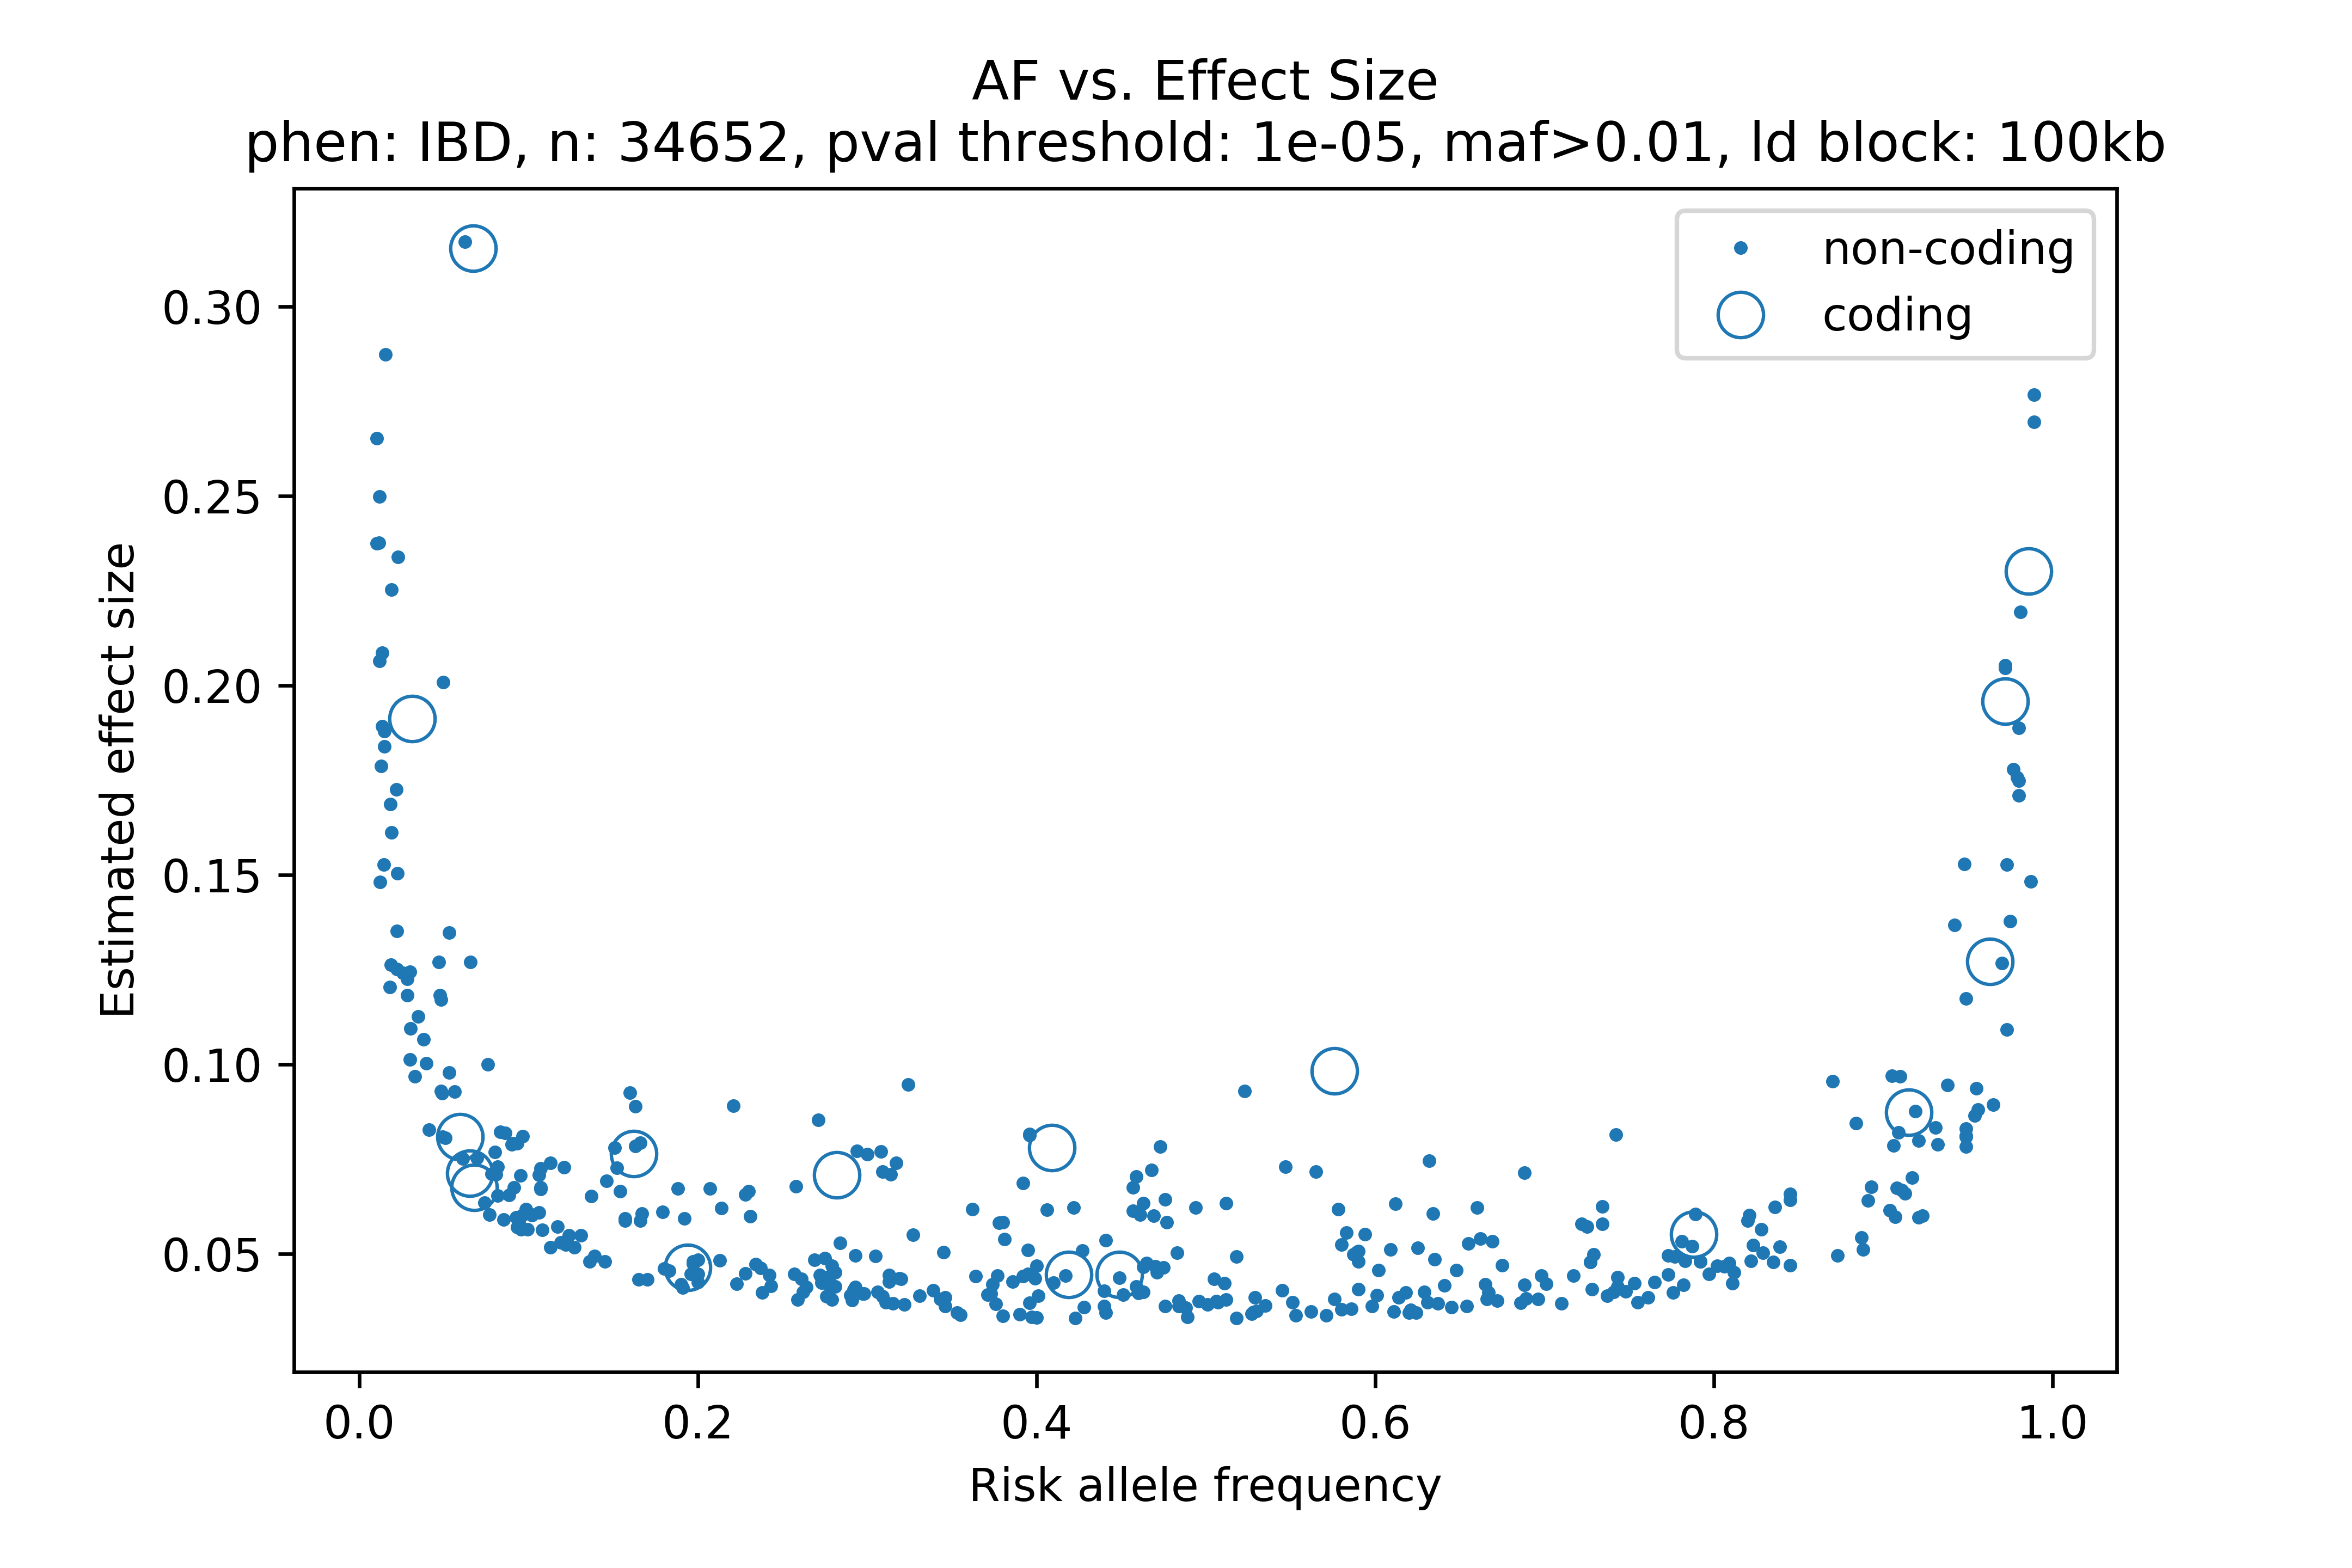 AF vs. Effect Size
phen: IBD, n: 34652, pval threshold: 1e-05, maf>0.01, ld block: 100kb
non-coding
coding
0.30
0.25
0.20
0.15
0.10
0.05
Estimated effect size
0.0 0.2 0.4 0.6 0.8 1.0
Risk allele frequency